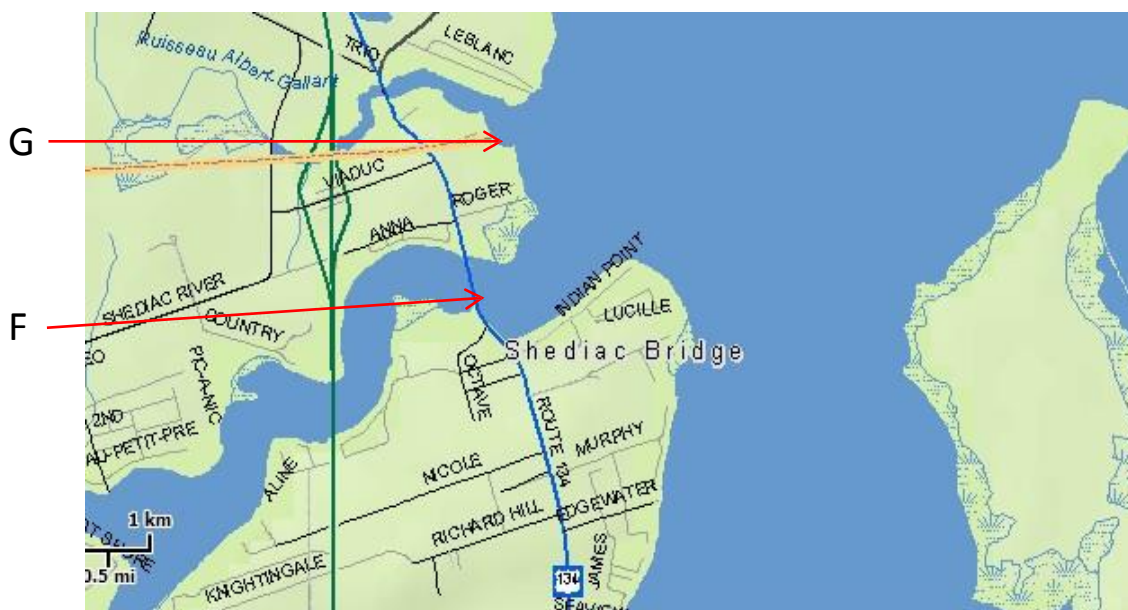 LEBLANC
TRIO
Ruisseau Albert-Gallant
G
VIADUC
ROGER
ANNA
INDIAN POINT
SHEDIAC RIVER
LUCILLE
F
COUNTRY
Shediac Bridge
EO
PIC-A-NIC
OCTAVE
2ND
ROUTE 134
AU-PETIT-PRE
MURPHY
NICOLE
ALINE
EDGEWATER
1 km
RICHARD HILL
SHORE
0.5 mi
JAMES
KNIGHTINGALE
134